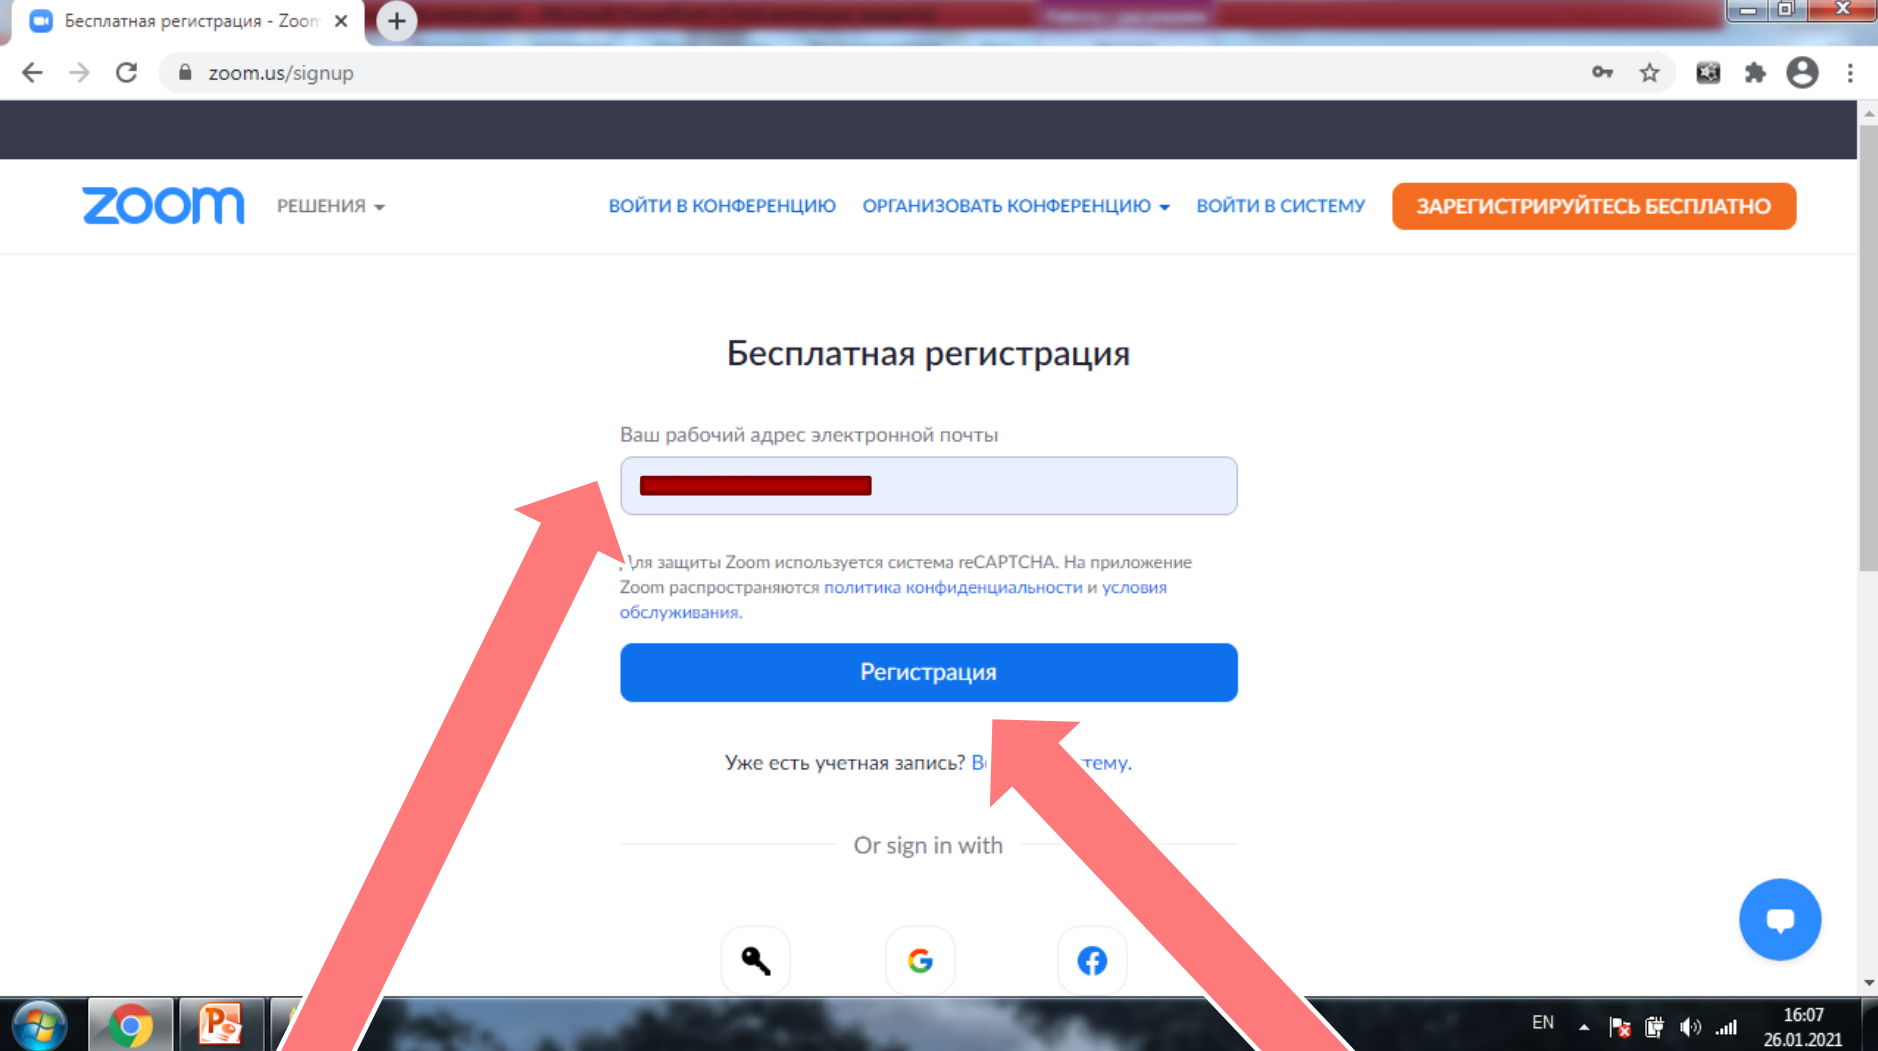 Бесплатная регистрация - Zoom
zoom.us/signup
zoom
РЕШЕНИЯ
ВОЙТИ В КОНФЕРЕНЦИЮ
ОРГАНИЗОВАТЬ КОНФЕРЕНЦИЮ
ВОЙТИ В СИСТЕМУ
ЗАРЕГИСТРИРУЙТЕСЬ БЕСПЛАТНО
Бесплатная регистрация
Ваш рабочий адрес электронной почты
Для защиты Zoom используется система reCAPTCHA. На приложение
Zoom распространяются политика конфиденциальности и условия
обслуживания.
Регистрация
Уже есть учетная запись?
Or sign in with
EN
16:07
26.01.2021